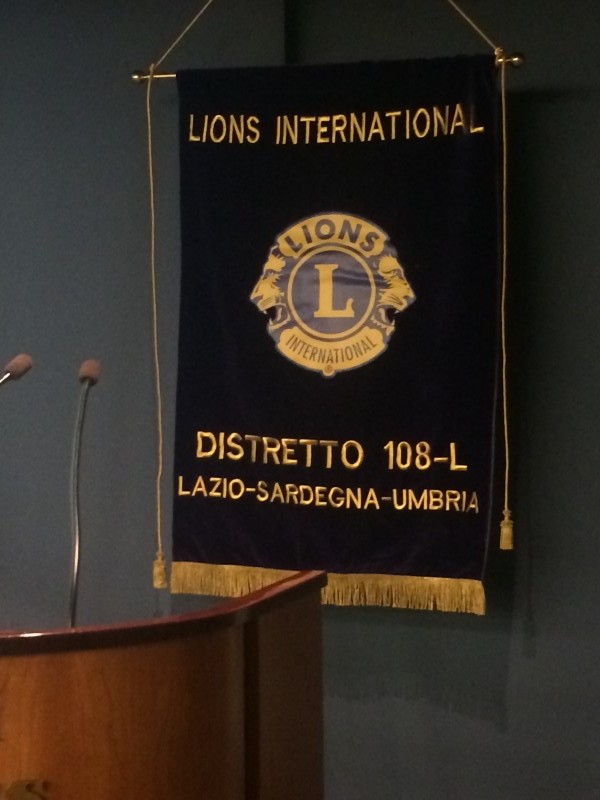 LIONS INTERNATIONAL
LIONS
L
INTERNATIONAL
DISTRETTO 108-L
LAZIO-SARDEGNA-UMBRIA